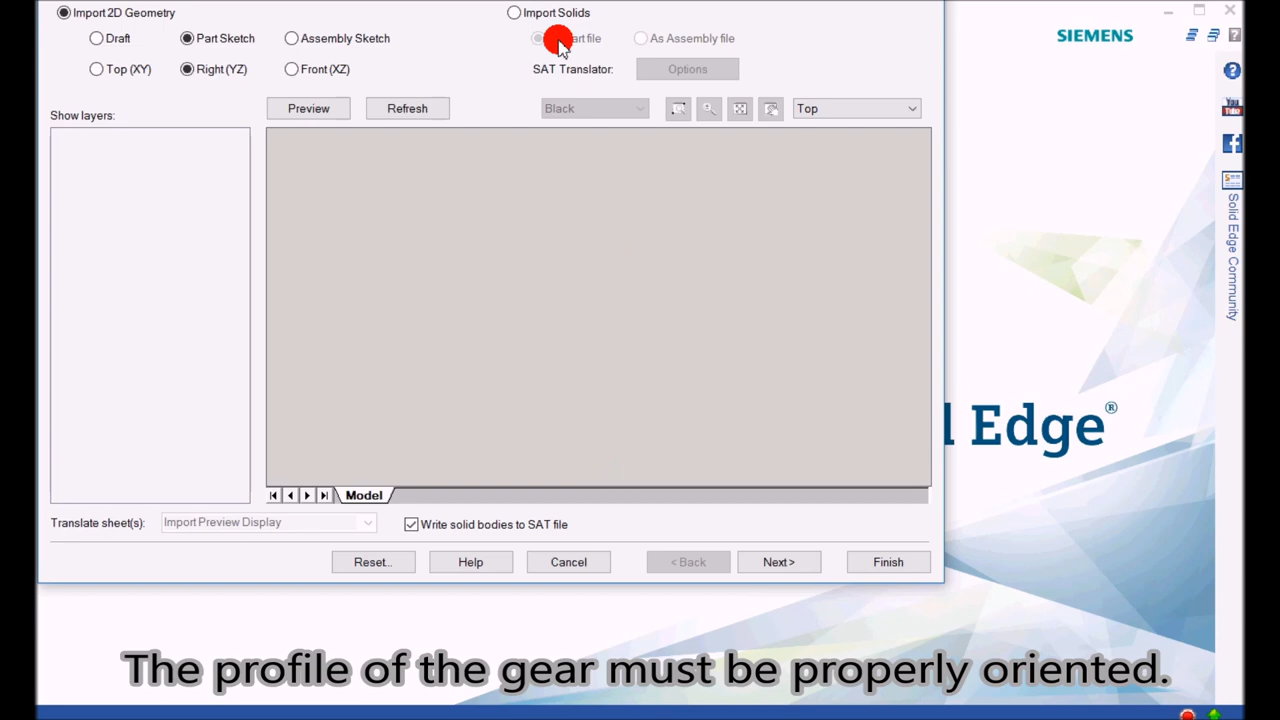 Import 2D Geometry
Import Solids
Draft
Part Sketch
Assembly Sketch
file
As Assembly file
SIEMENS
Top (XY)
Right (YZ)
Front (XZ)
SAT Translator:
Options
Show layers:
Preview
Refresh
Black
Top
You
Tube
Solid Edge Community
Edge®
Model
Translate sheet(s):
Import Preview Display
Write solid bodies to SAT file
Reset...
Help
Cancel
< Back
Next>
Finish
The profile of the gear must be properly oriented.